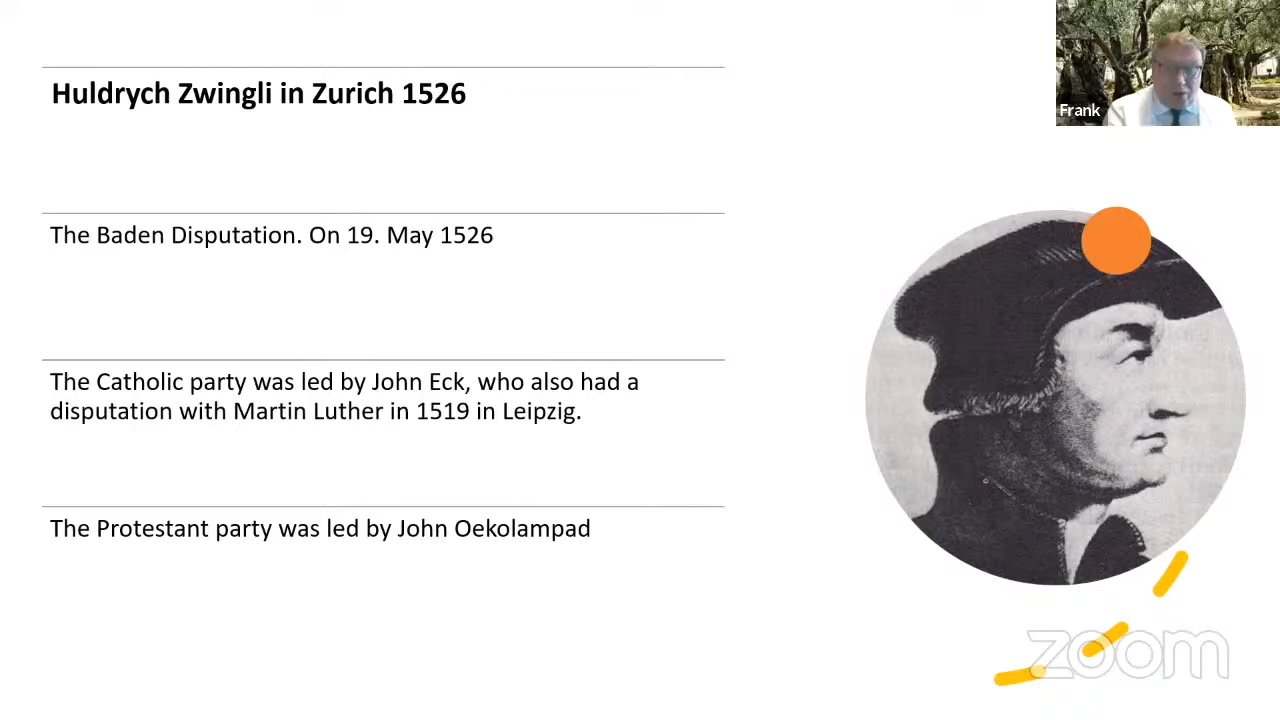 Huldrych Zwingli in Zurich 1526
Frank
The Baden Disputation. On 19. May 1526
The Catholic party was led by John Eck, who also had a
disputation with Martin Luther in 1519 in Leipzig.
The Protestant party was led by John Oekolampad
zoom